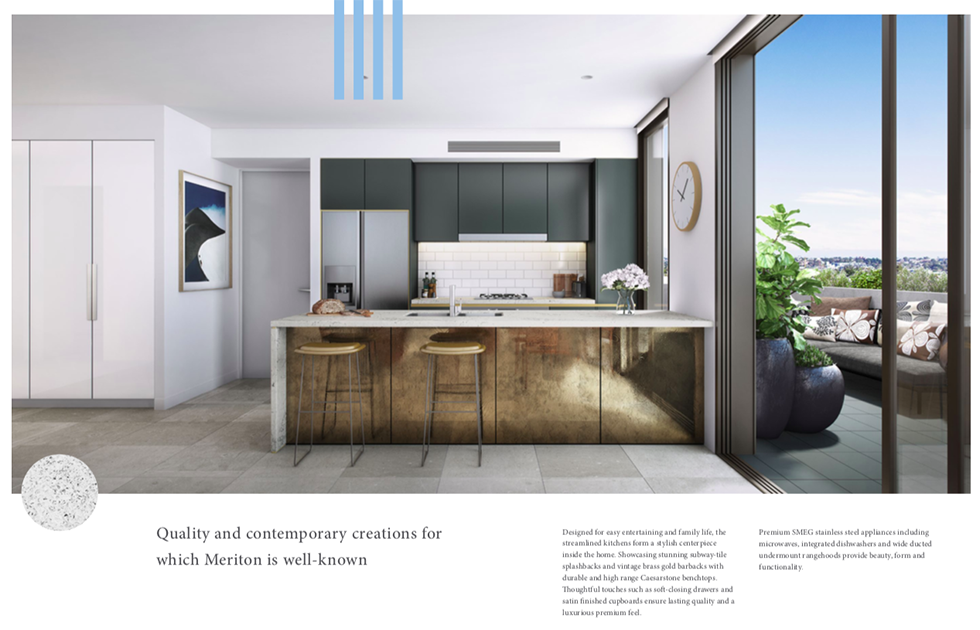 Quality and contemporary creations for
which Meriton is well-known
Designed for easy entertaining and family life, the
streamlined kitchens form a stylish centerpiece
inside the home. Showcasing stunning subway-tile
splashbacks and vintage brass gold barbacks with
durable and high range Caesarstone benchtops.
Thoughtful touches such as soft-closing drawers and
satin finished cupboards ensure lasting quality and a
luxurious premium feel.
Premium SMEG stainless steel appliances including
microwaves, integrated dishwashers and wide ducted
undermount rangehoods provide beauty, form and
functionality.